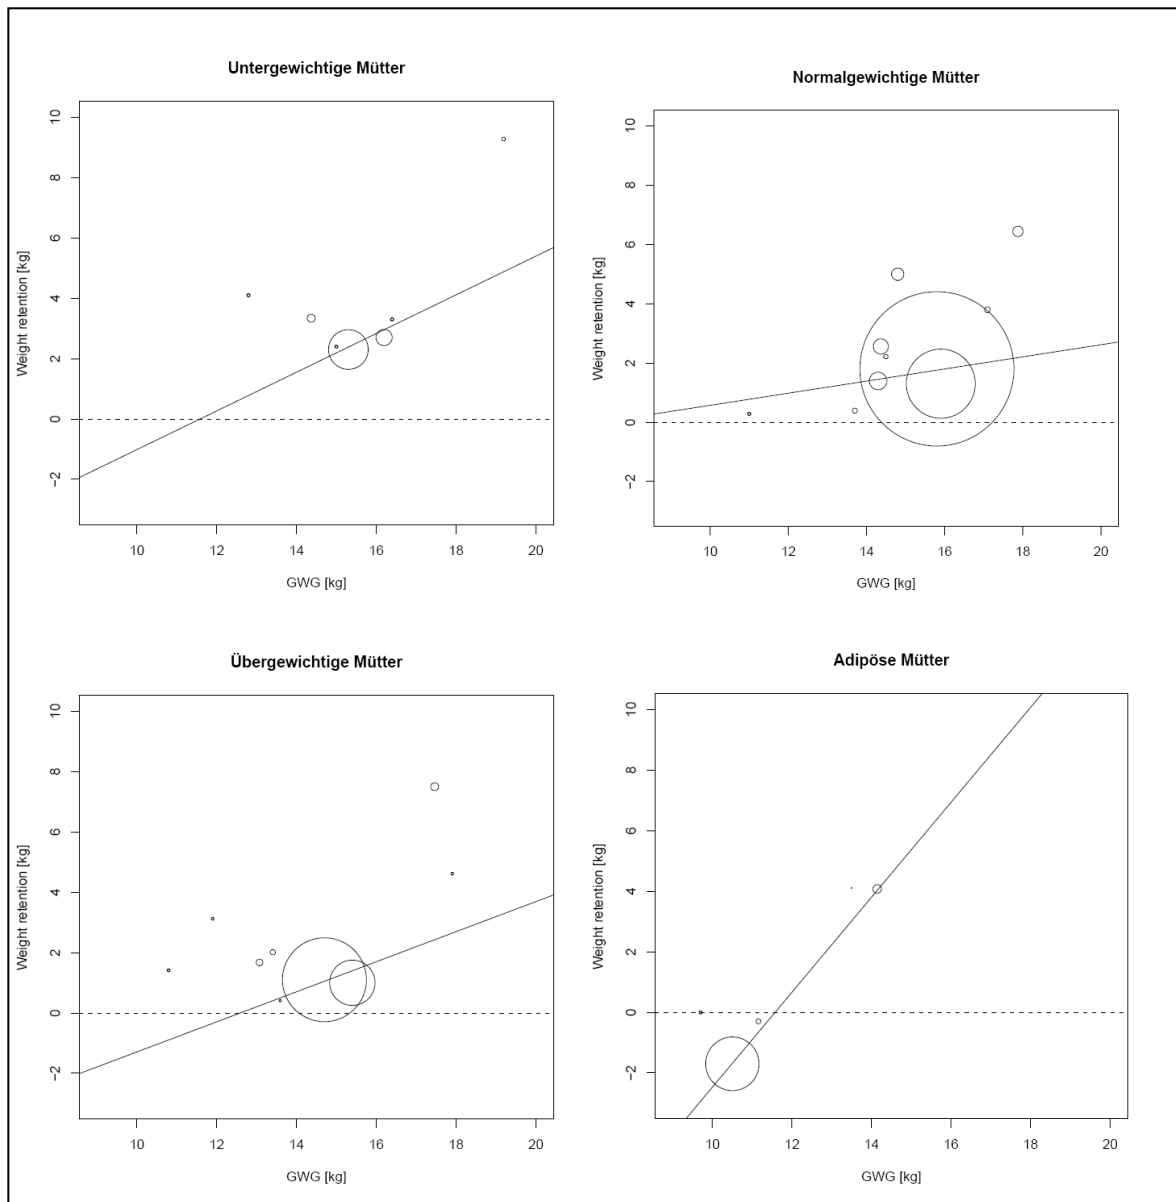 Untergewichtige Mütter
10
8
6
4
2
0
−2
Weight retention [kg]
10 12 14 16 18 20
GWG [kg]
Normalgewichtige Mütter
10
8
6
4
2
0
−2
Weight retention [kg]
10 12 14 16 18 20
GWG [kg]
Übergewichtige Mütter
10
8
6
4
2
0
−2
Weight retention [kg]
10 12 14 16 18 20
GWG [kg]
Adipöse Mütter
10
8
6
4
2
0
−2
Weight retention [kg]
10 12 14 16 18 20
GWG [kg]